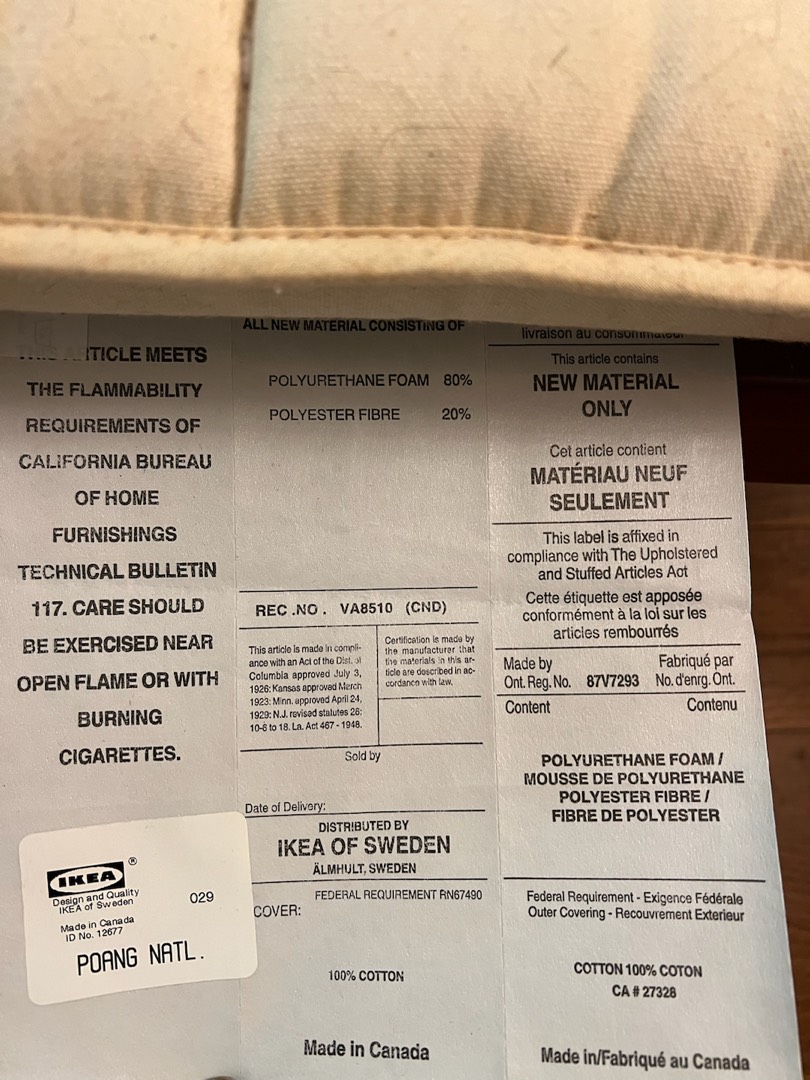 ARTICLE MEETS
THE FLAMMABILITY
REQUIREMENTS OF
CALIFORNIA BUREAU
OF HOME
FURNISHINGS
TECHNICAL BULLETIN
117. CARE SHOULD
BE EXERCISED NEAR
OPEN FLAME OR WITH
BURNING
CIGARETTES.
IKEA®
Design and Quality
IKEA of Sweden
029
Made in Canada
ID No. 12677
POANG NATL.
ALL NEW MATERIAL CONSISTING OF
POLYURETHANE FOAM 80%
POLYESTER FIBRE 20%
REC.NO. VA8510 (CND)
This article is made in compli-
ance with an Act of the Dist. of
Columbia approved July 3,
1926: Kansas approved March
1923: Minn. approved April 24,
1929: N.J. revised statutes 26:
10-6 to 18. La. Act 467 - 1948.
Certification is made by
the manufacturer that
the materials in this ar-
ticle are described in ac-
cordance with law.
Sold by
Date of Delivery:
DISTRIBUTED BY
IKEA OF SWEDEN
ÄLMHULT, SWEDEN
FEDERAL REQUIREMENT RN67490
COVER:
100% COTTON
Made in Canada
livraison au consommateur
This article contains
NEW MATERIAL
ONLY
Cet article contient
MATÉRIAU NEUF
SEULEMENT
This label is affixed in
compliance with The Upholstered
and Stuffed Articles Act
Cette étiquette est apposée
conformément à la loi sur les
articles rembourrés
Made by Fabriqué par
Ont. Reg. No. 87V7293 No. d'enrg. Ont.
Content Contenu
POLYURETHANE FOAM /
MOUSSE DE POLYURETHANE
POLYESTER FIBRE /
FIBRE DE POLYESTER
Federal Requirement - Exigence Fédérale
Outer Covering - Recouvrement Exterieur
COTTON 100% COTON
CA # 27328
Made in/Fabriqué au Canada